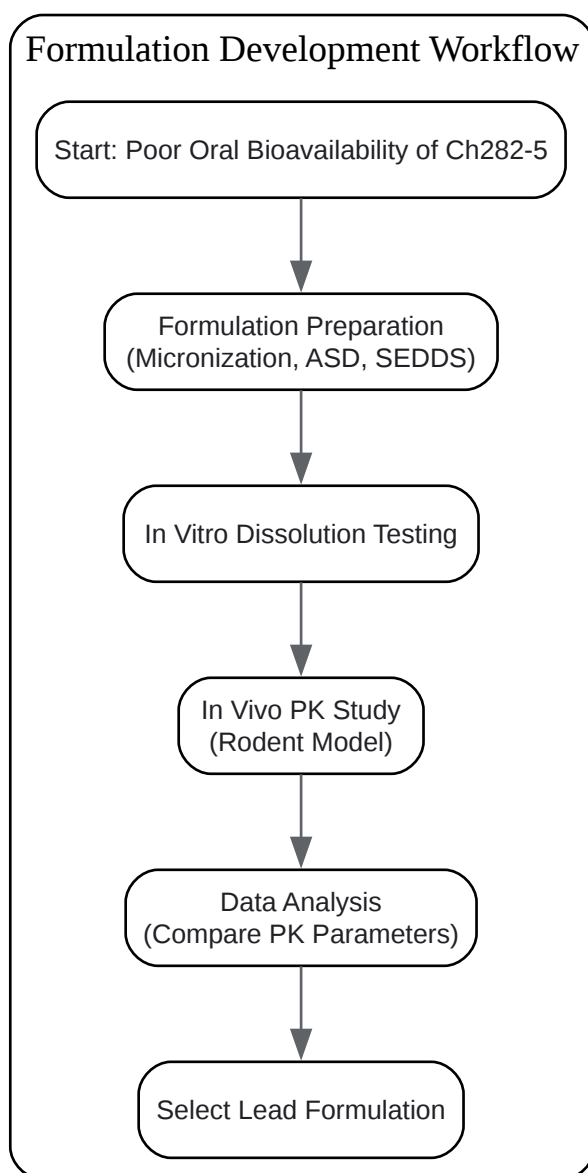 Formulation Development Workflow
Start: Poor Oral Bioavailability of Ch282-5
Formulation Preparation
(Micronization, ASD, SEDDS)
In Vitro Dissolution Testing
In Vivo PK Study
(Rodent Model)
Data Analysis
(Compare PK Parameters)
Select Lead Formulation